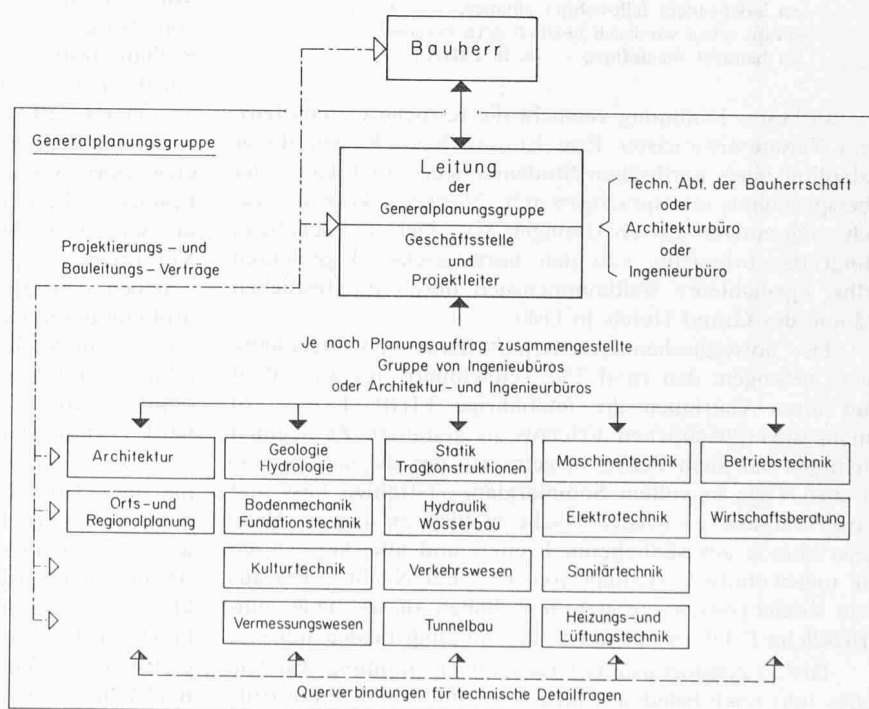 Bauherr
Generalplanungsgruppe
Leitung
der
Generalplanungsgruppe
Geschäftsstelle
und
Projektleiter
Techn. Abt. der Bauherrschaft
oder
Architekturbüro
oder
Ingenieurbüro
Projektierungs- und
Bauleitungs-Verträge
Je nach Planungsauftrag zusammengestellte
Gruppe von Ingenieubüros
oder Architektur- und Ingenieurbüros
Architektur
Geologie
Hydrologie
Statik
Tragkonstruktionen
Maschinentechnik
Betriebstechnik
Orts- und
Regionalplanung
Bodenmechanik
Fundationstechnik
Hydraulik
Wasserbau
Elektrotechnik
Wirtschaftsberatung
Kulturtechnik
Verkehrswesen
Sanitärtechnik
Vermessungswesen
Tunnelbau
Heizungs- und
Lüftungstechnik
Querverbindungen für technische Detailfragen